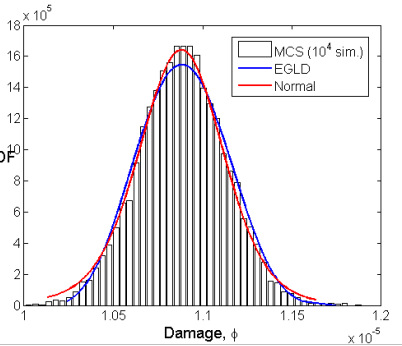 x 10^5
18
16
14
12
10
8
6
4
2
0
DF
MCS (10^4 sim.)
EGLD
Normal
1 1.05 1.1 1.15 1.2
Damage, ϕ
x 10^-5